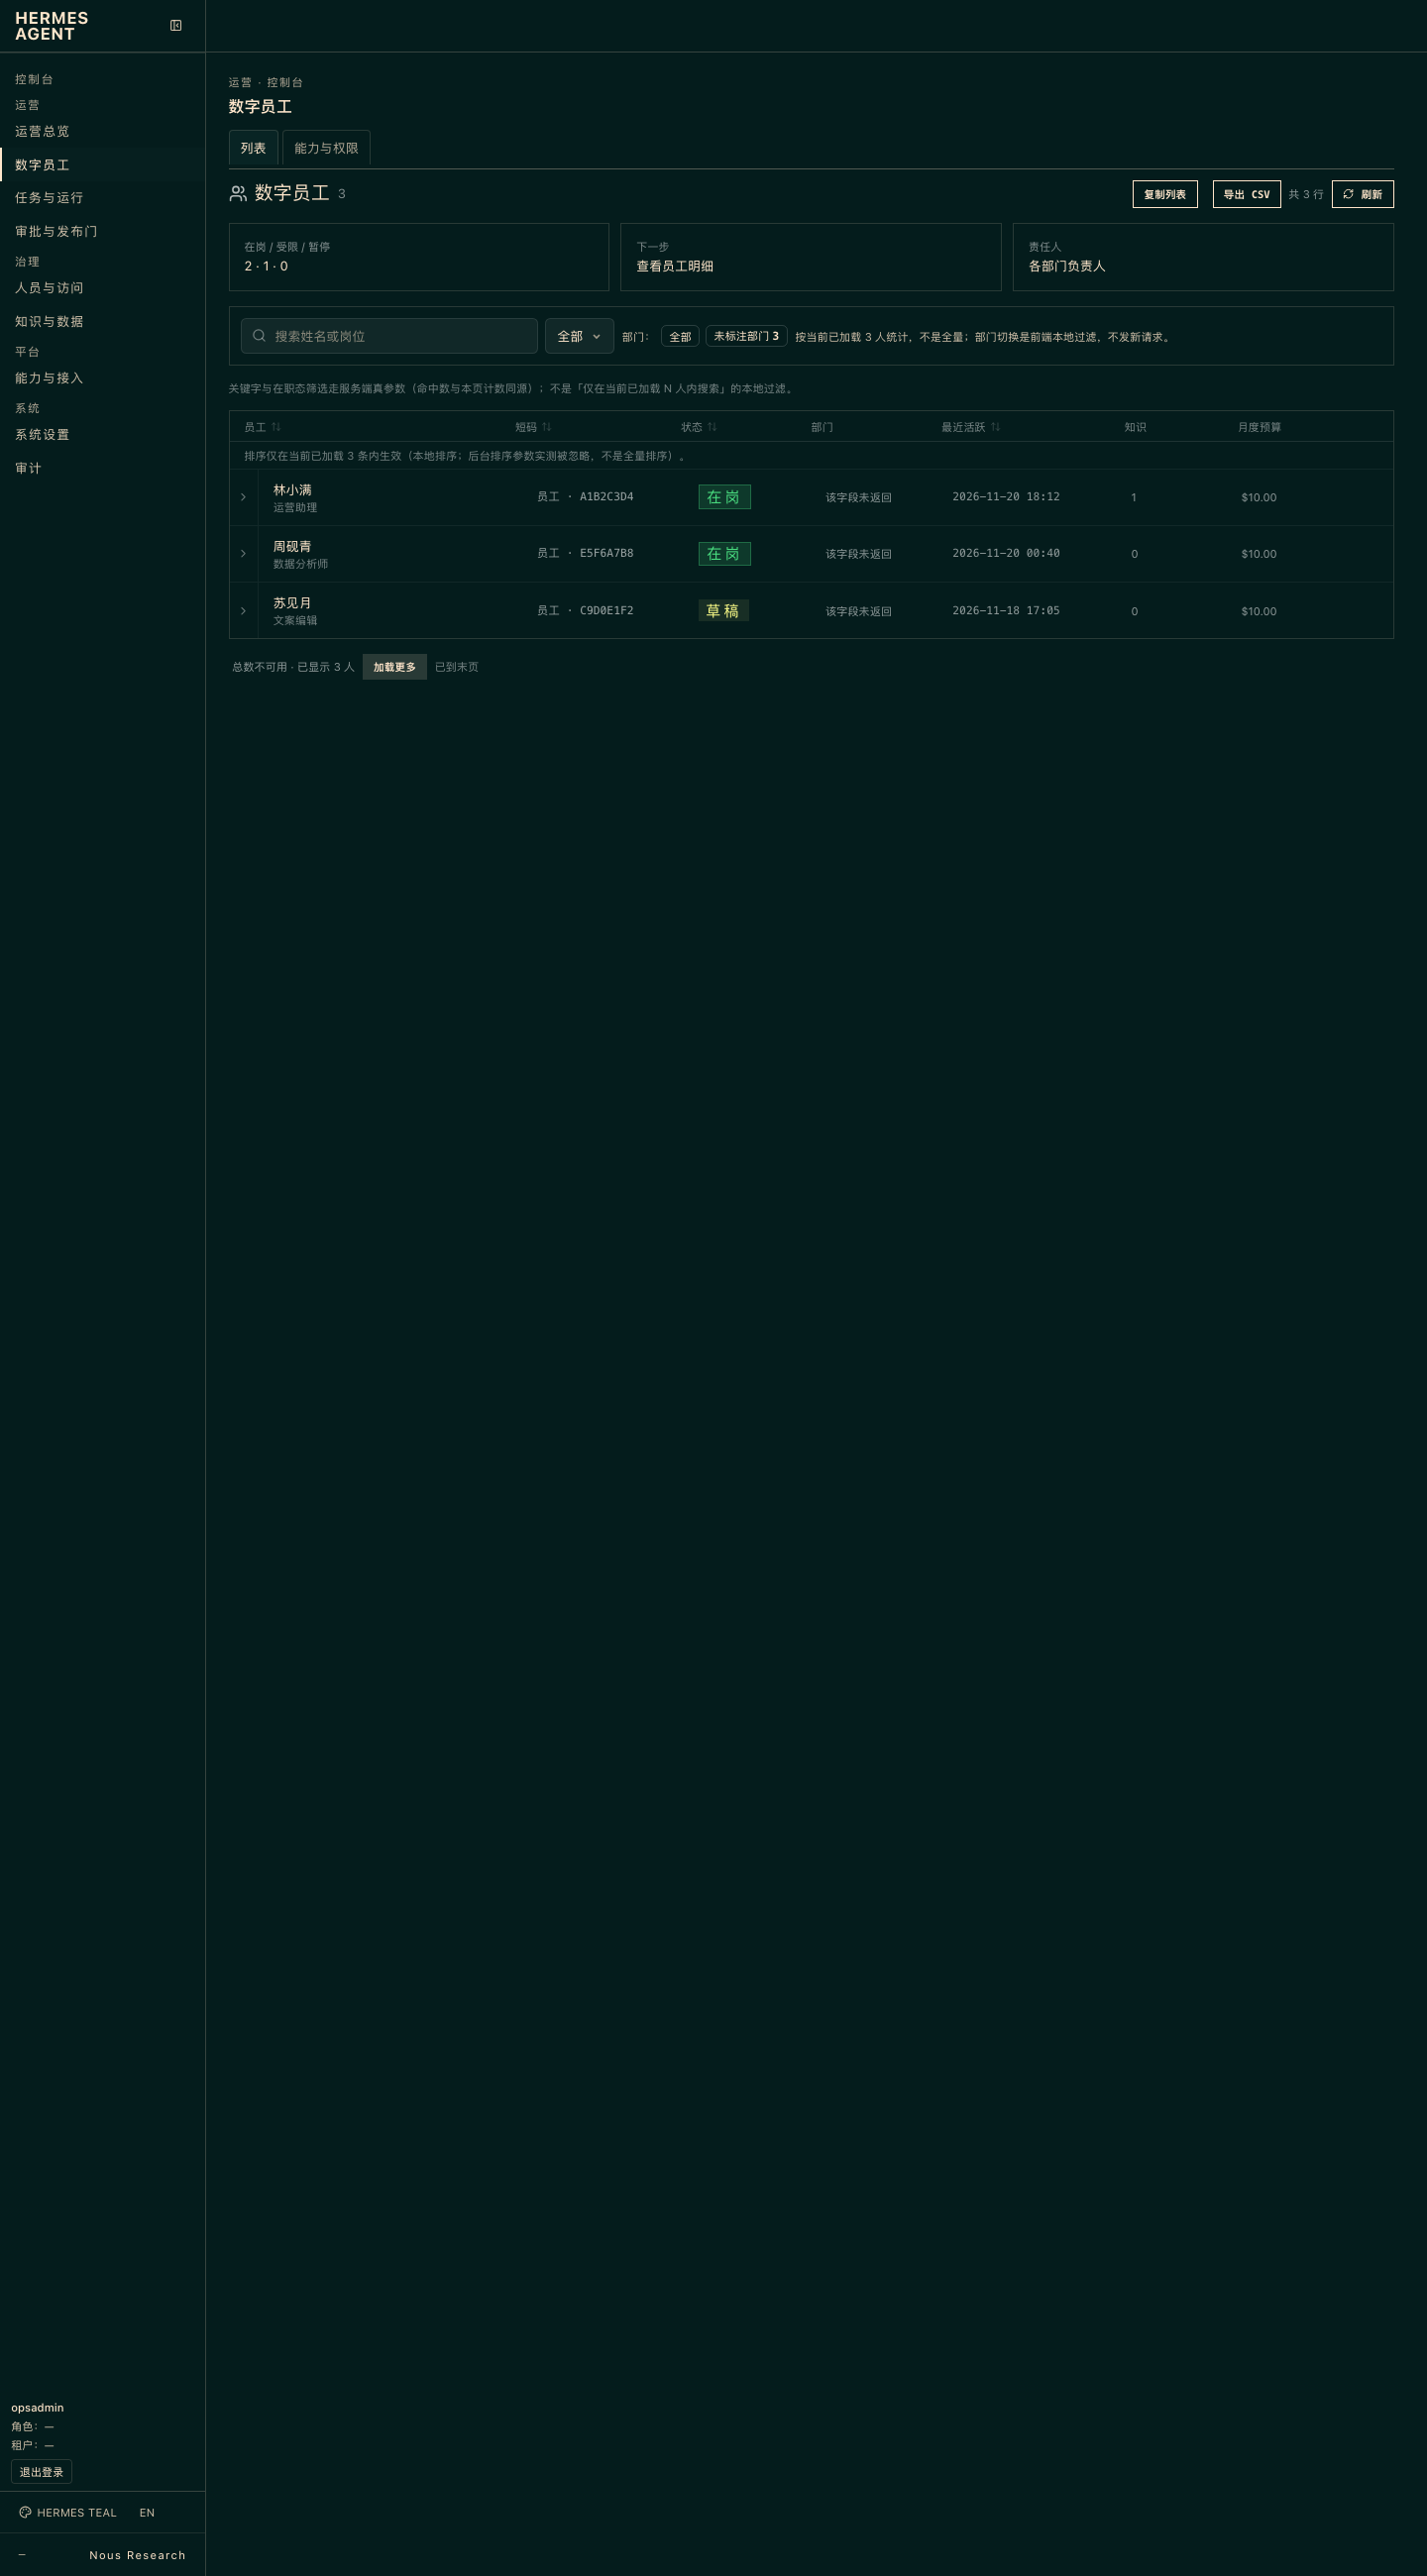 HERMES
AGENT
控制台
运营
运营总览
数字员工
任务与运行
审批与发布门
治理
人员与访问
知识与数据
平台
能力与接入
系统
系统设置
审计
运营 · 控制台
数字员工
列表 能力与权限
数字员工 3
复制列表 导出 CSV 共 3 行 刷新
在岗 / 受限 / 暂停
2 · 1 · 0
下一步
查看员工明细
责任人
各部门负责人
搜索姓名或岗位 全部 部门： 全部 未标注部门 3 按当前已加载 3 人统计，不是全量；部门切换是前端本地过滤，不发新请求。
关键字与在职态筛选走服务端真参数（命中数与本页计数同源）；不是「仅在当前已加载 N 人内搜索」的本地过滤。
员工 短码 状态 部门 最近活跃 知识 月度预算
排序仅在当前已加载 3 条内生效（本地排序；后台排序参数实测被忽略，不是全量排序）。
林小满
运营助理
员工 · A1B2C3D4 在岗 该字段未返回 2026-11-20 18:12 1 $10.00
周砚青
数据分析师
员工 · E5F6A7B8 在岗 该字段未返回 2026-11-20 00:40 0 $10.00
苏见月
文案编辑
员工 · C9D0E1F2 草稿 该字段未返回 2026-11-18 17:05 0 $10.00
总数不可用 · 已显示 3 人 加载更多 已到末页
opsadmin
角色：—
租户：—
退出登录
HERMES TEAL EN
— Nous Research